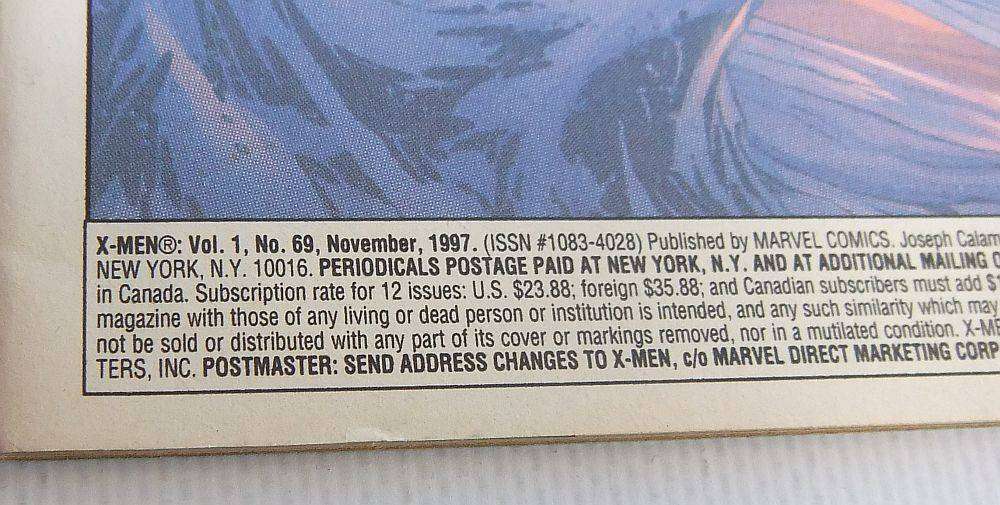 X-MEN®: Vol. 1, No. 69, November, 1997. (ISSN #1083-4028) Published by MARVEL COMICS. Joseph Calam
NEW YORK, N.Y. 10016. PERIODICALS POSTAGE PAID AT NEW YORK, N.Y. AND AT ADDITIONAL MAILING O
in Canada. Subscription rate for 12 issues: U.S. $23.88; foreign $35.88; and Canadian subscribers must add $
magazine with those of any living or dead person or institution is intended, and any such similarity which may
not be sold or distributed with any part of its cover or markings removed, nor in a mutilated condition. X-ME
TERS, INC. POSTMASTER: SEND ADDRESS CHANGES TO X-MEN, c/o MARVEL DIRECT MARKETING CORP